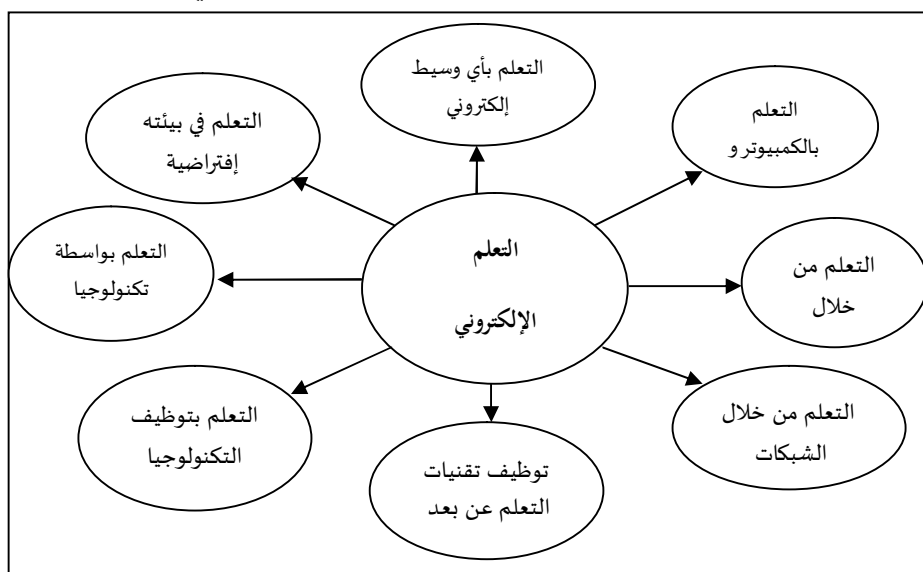 التعلم بأي وسيط
إلكتروني
التعلم
بالكمبيوتر و
التعلم في بيئته
إفتراضية
التعلم
الإلكتروني
التعلم من
خلال
التعلم بواسطة
تكنولوجيا
التعلم من خلال
الشبكات
التعلم بتوظيف
التكنولوجيا
توظيف تقنيات
التعلم عن بعد